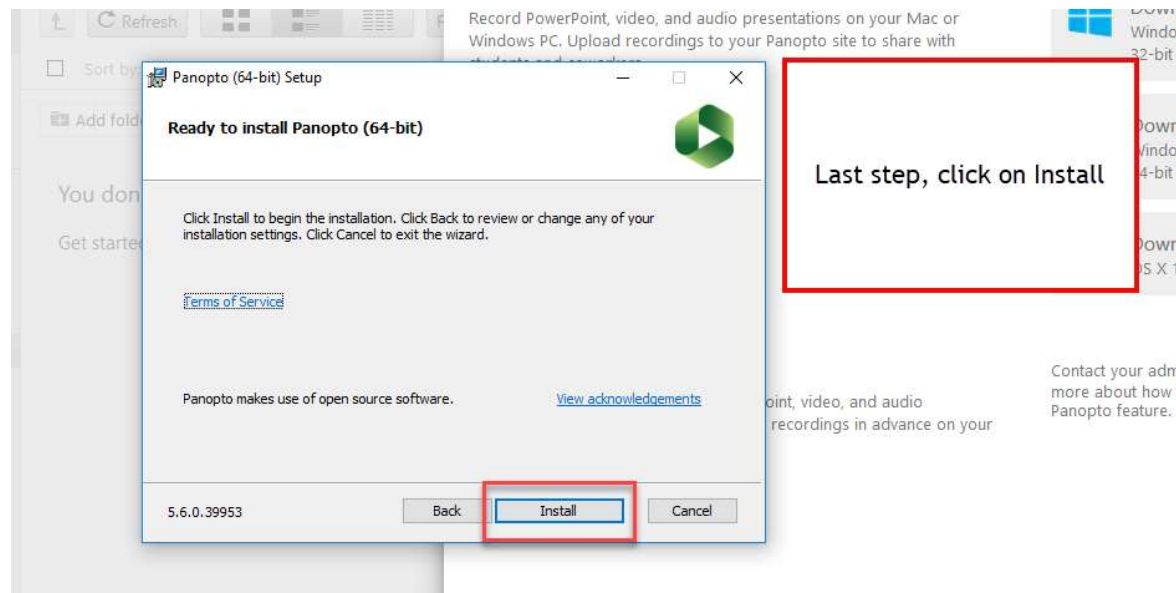 Refresh
Sort by
Add fold
You don
Get starte
Record PowerPoint, video, and audio presentations on your Mac or
Windows PC. Upload recordings to your Panopto site to share with
Windo
32-bit
Panopto (64-bit) Setup
Ready to install Panopto (64-bit)
Click Install to begin the installation. Click Back to review or change any of your
installation settings. Click Cancel to exit the wizard.
Terms of Service
Panopto makes use of open source software.
View acknowledgements
5.6.0.39953
Back
Install
Cancel
Last step, click on Install
oint, video, and audio
recordings in advance on your
Contact your adm
more about how
Panopto feature.